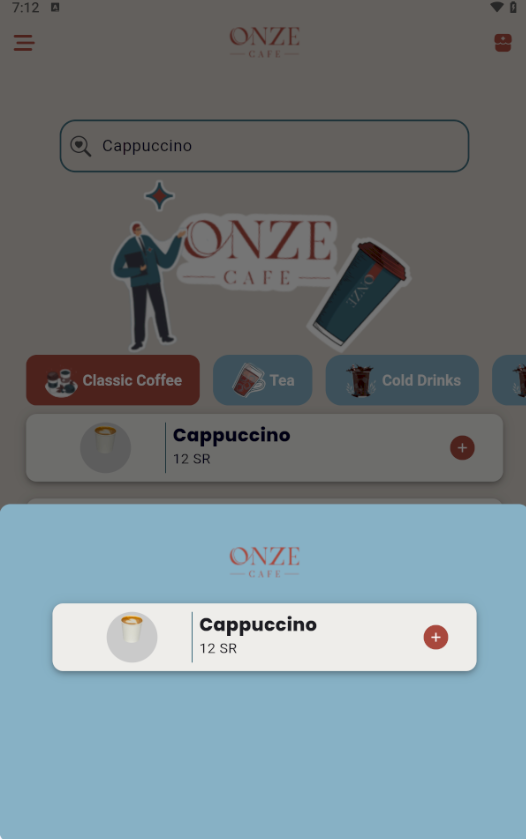 7:12
ONZE
CAFE
Cappuccino
ONZE
CAFE
ONZE
Classic Coffee
Tea
Cold Drinks
Cappuccino
12 SR
ONZE
CAFE
Cappuccino
12 SR